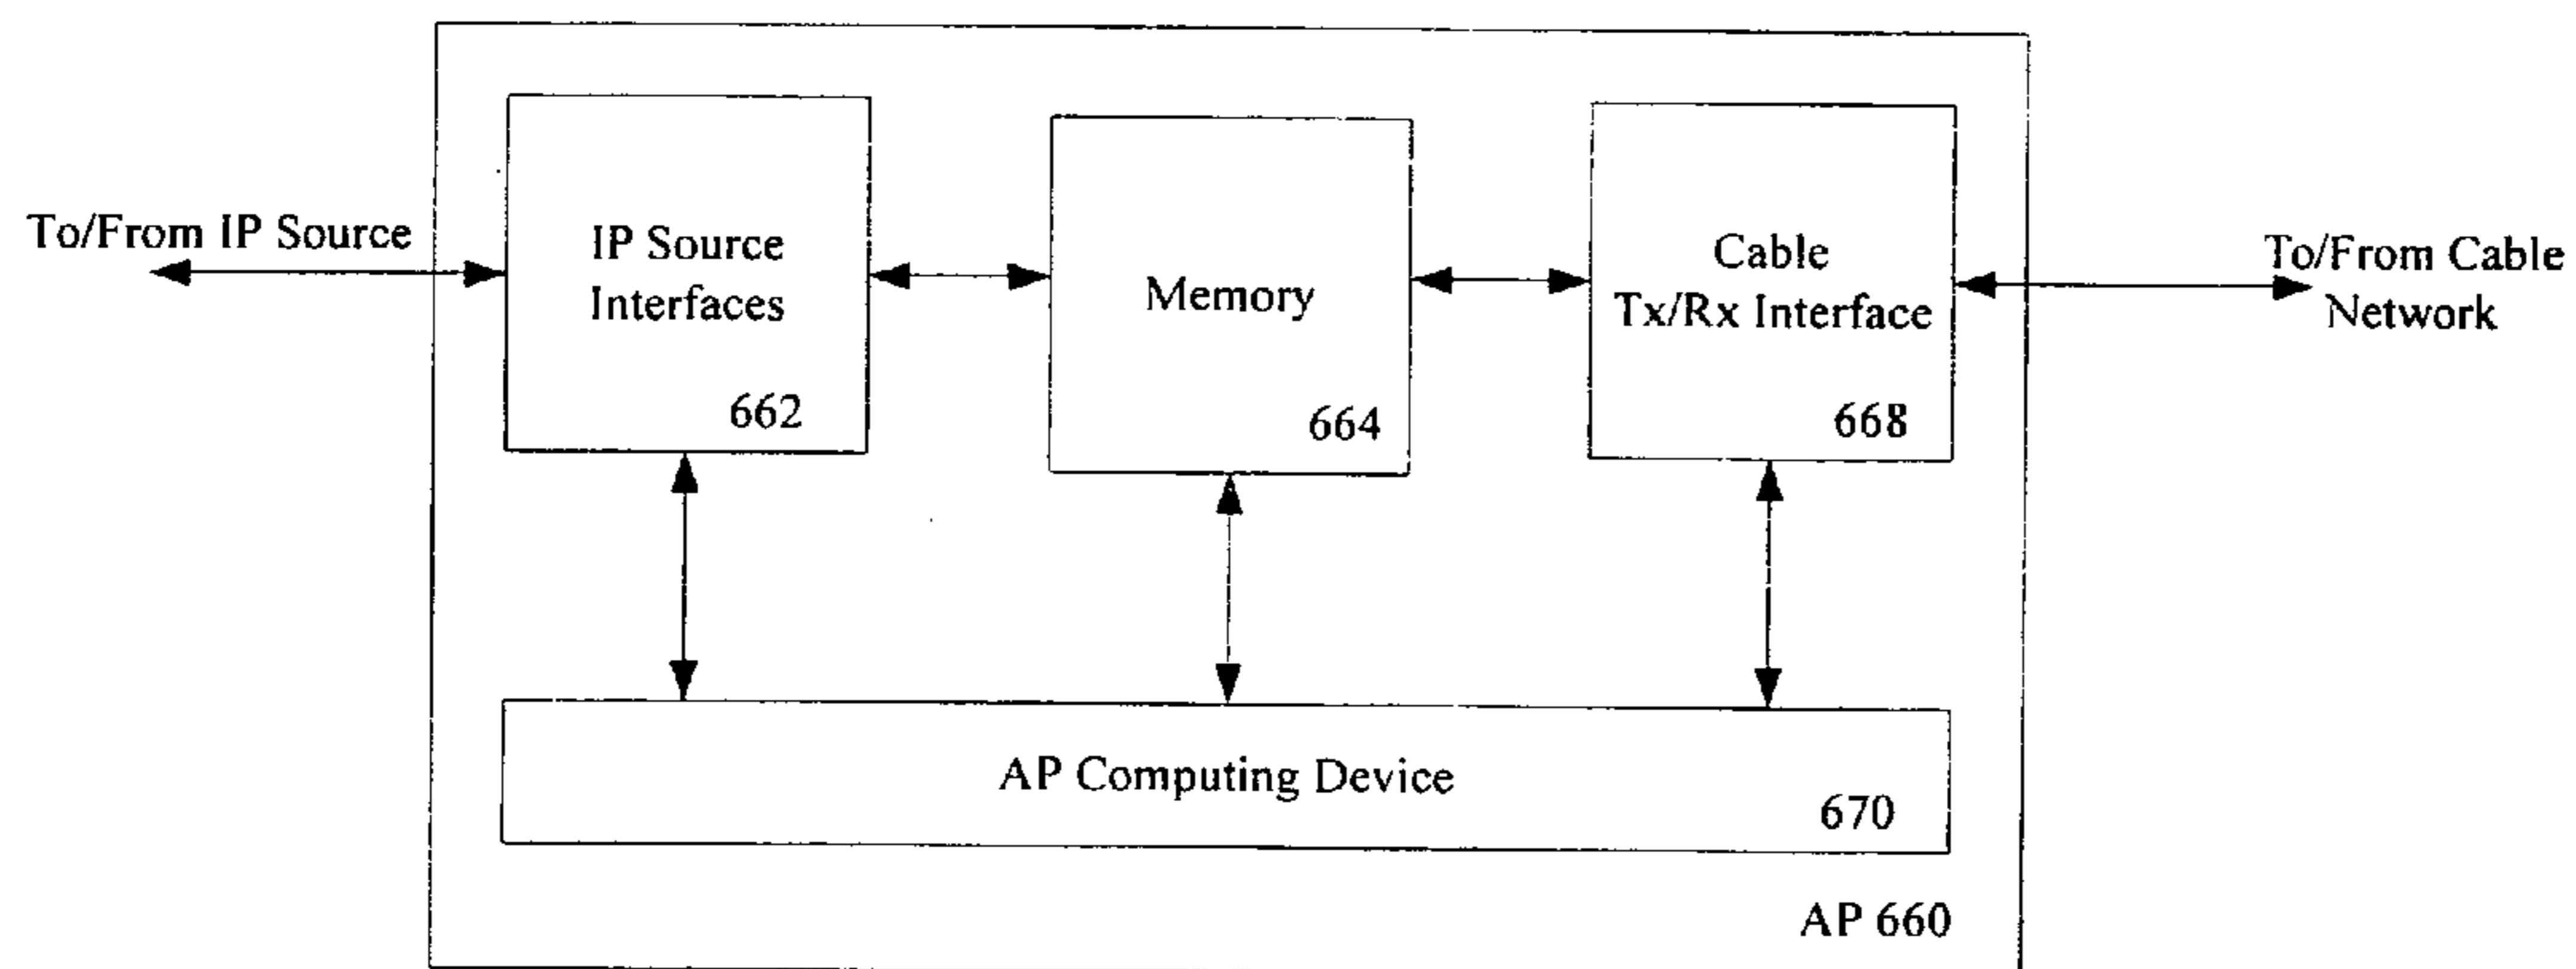 To/From IP Source
IP Source
Interfaces
662
Memory
664
Cable
Tx/Rx Interface
668
To/From Cable
Network
AP Computing Device
670
AP 660